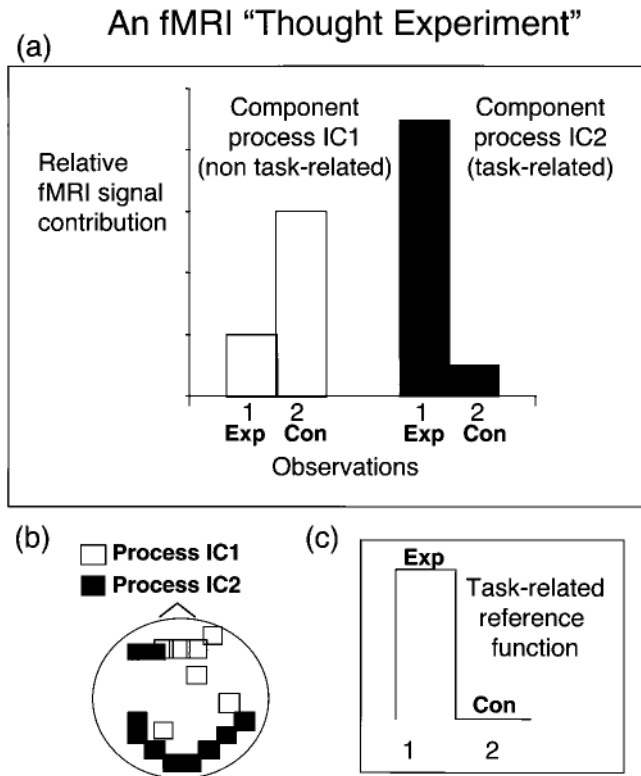 An fMRI “Thought Experiment”
(a)
Relative
fMRI signal
contribution
Component
process IC1
(non task-related)
Component
process IC2
(task-related)
1 2 1 2
Exp Con Exp Con
Observations
(b)
Process IC1
Process IC2
(c)
Exp
Task-related
reference
function
Con
1 2